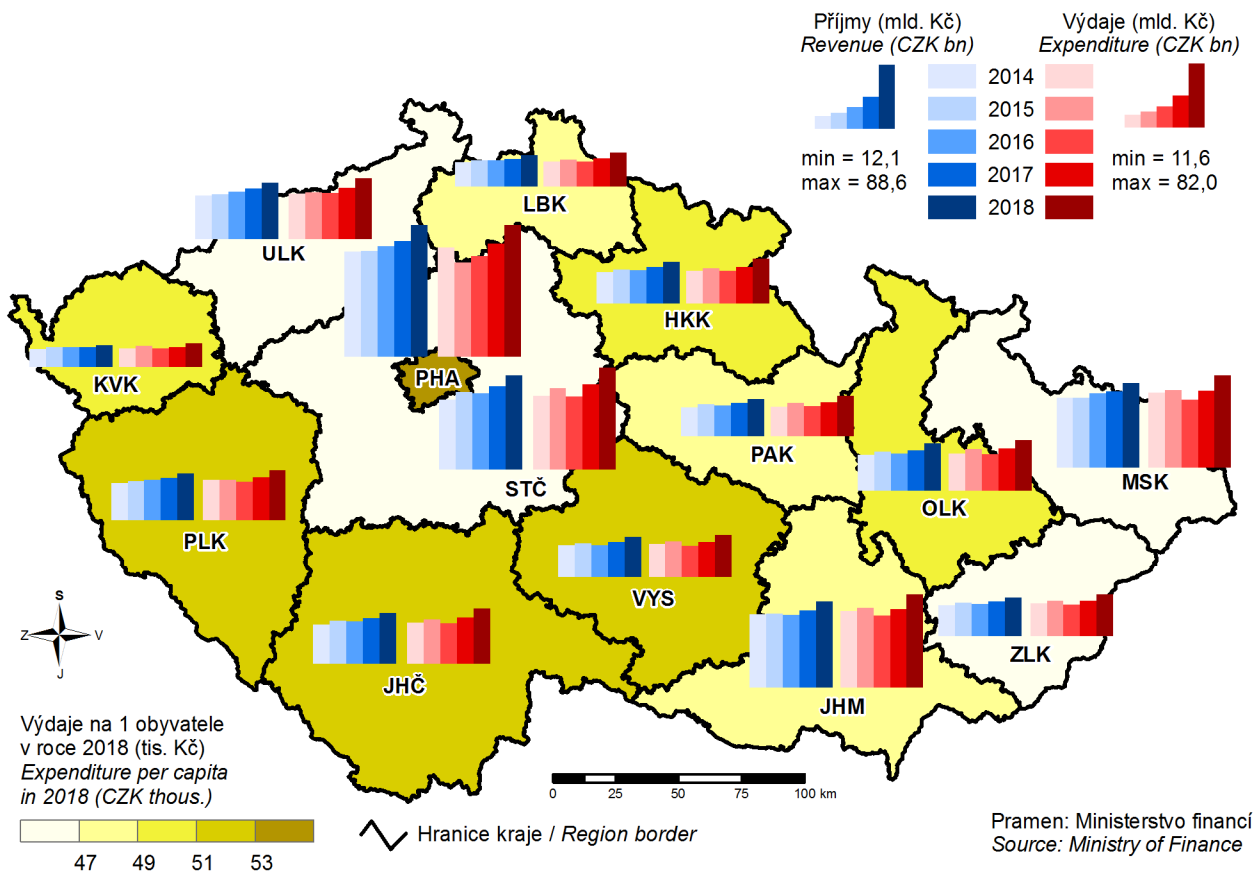 Příjmy (mld. Kč)
Revenue (CZK bn)
Výdaje (mld. Kč)
Expenditure (CZK bn)
2014
2015
2016
2017
2018
min = 12,1
max = 88,6
min = 11,6
max = 82,0
LBK
ULK
HKK
KVK
PHA
PAK
STČ
MSK
OLK
PLK
VYS
ZLK
JHČ
JHM
S
Z
V
J
Výdaje na 1 obyvatele
v roce 2018 (tis. Kč)
Expenditure per capita
in 2018 (CZK thous.)
47 49 51 53
Hranice kraje / Region border
0 25 50 75 100 km
Pramen: Ministerstvo financí
Source: Ministry of Finance